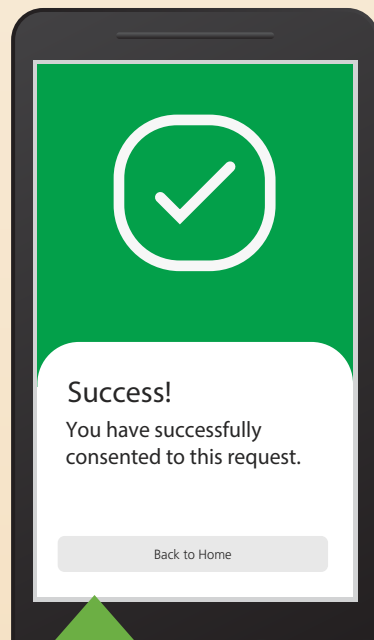 Success!
You have successfully
consented to this request.
Back to Home